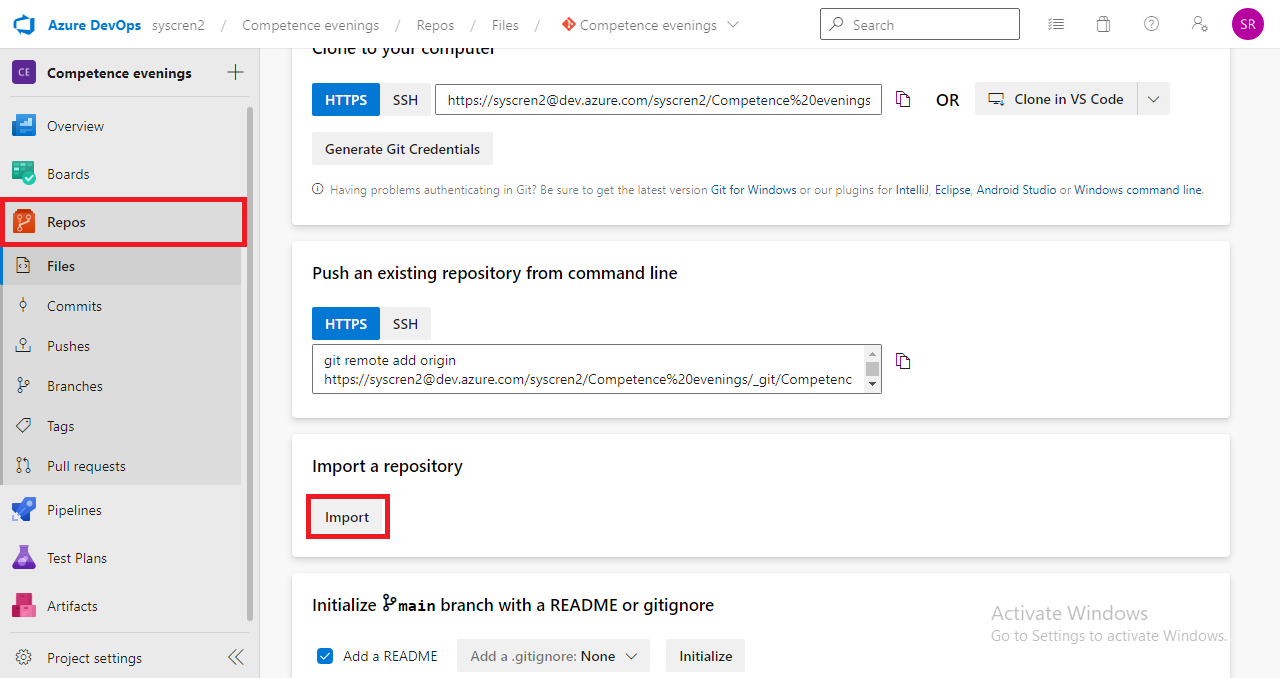 Azure DevOps syscren2 / Competence evenings / Repos / Files / Competence evenings
Search
SR
CE Competence evenings
Overview
Boards
Repos
Files
Commits
Pushes
Branches
Tags
Pull requests
Pipelines
Test Plans
Artifacts
Project settings
Clone to your computer
HTTPS SSH https://syscren2@dev.azure.com/syscren2/Competence%20evenings OR Clone in VS Code
Generate Git Credentials
Having problems authenticating in Git? Be sure to get the latest version Git for Windows or our plugins for IntelliJ, Eclipse, Android Studio or Windows command line.
Push an existing repository from command line
HTTPS SSH
git remote add origin
https://syscren2@dev.azure.com/syscren2/Competence%20evenings/_git/Competenc
Import a repository
Import
Initialize main branch with a README or gitignore
Add a README Add a .gitignore: None Initialize
Activate Windows
Go to Settings to activate Windows.